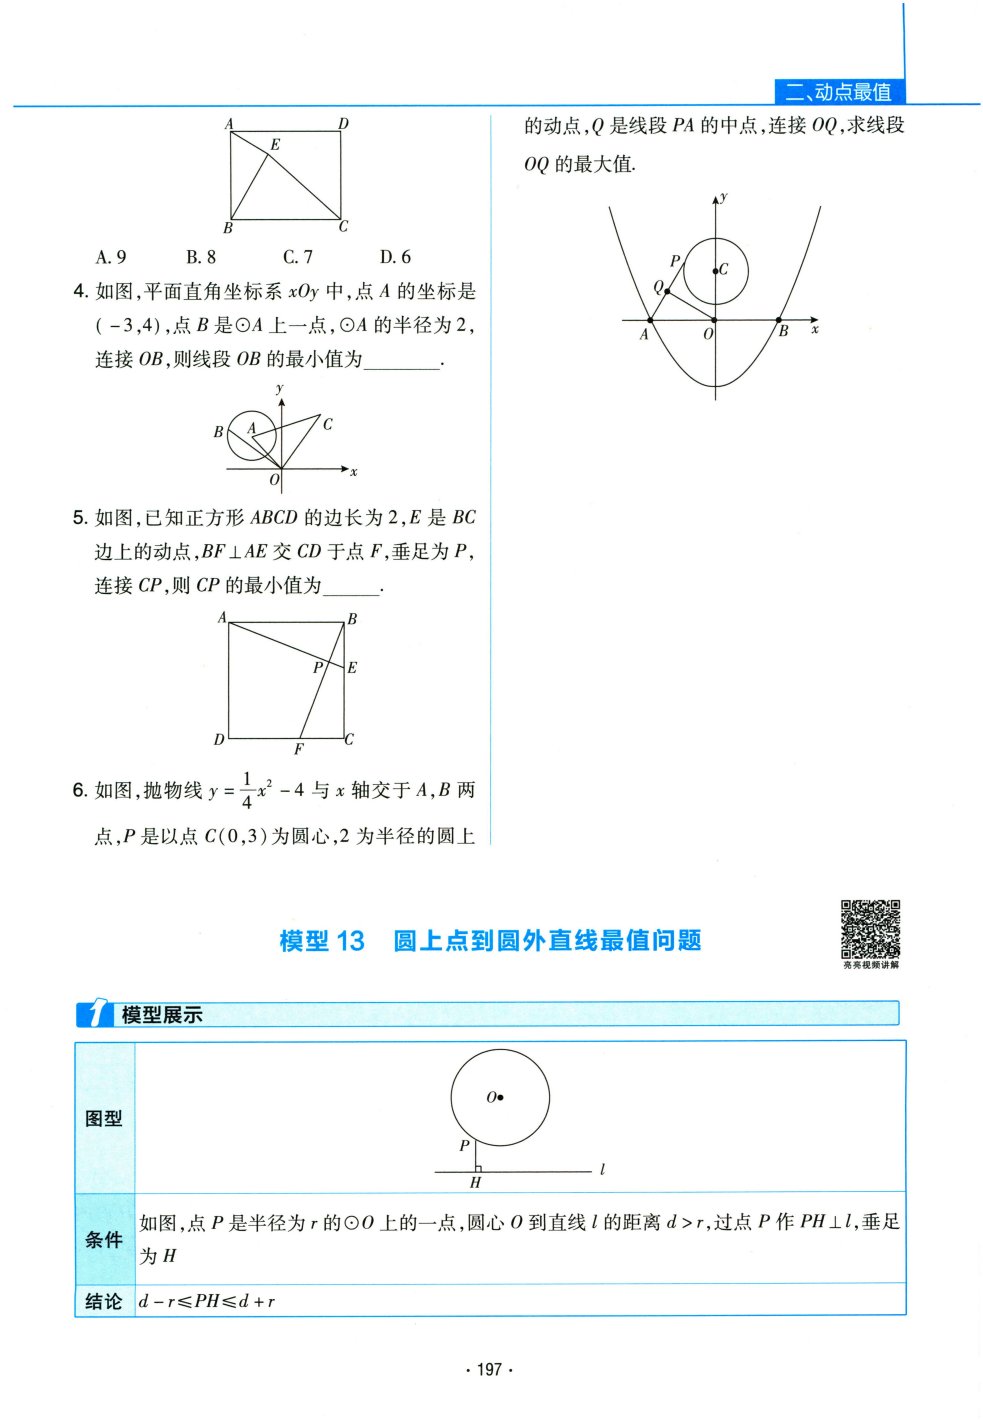 二、动点最值
A D
E
B C
A. 9 B. 8 C. 7 D. 6
4. 如图,平面直角坐标系 xOy 中,点 A 的坐标是
(-3,4),点 B 是⊙A 上一点,⊙A 的半径为 2,
连接 OB,则线段 OB 的最小值为________.
y
B A C
O x
5. 如图,已知正方形 ABCD 的边长为 2,E 是 BC
边上的动点,BF⊥AE 交 CD 于点 F,垂足为 P,
连接 CP,则 CP 的最小值为______.
A B
P E
D F C
6. 如图,抛物线 y = 1/4 x² - 4 与 x 轴交于 A,B 两
点,P 是以点 C(0,3)为圆心,2 为半径的圆上
的动点,Q 是线段 PA 的中点,连接 OQ,求线段
OQ 的最大值.
y
P C
Q
A O B x
模型 13 圆上点到圆外直线最值问题
亮亮视频讲解
1 模型展示
图型
O
P
H l
条件
如图,点 P 是半径为 r 的⊙O 上的一点,圆心 O 到直线 l 的距离 d>r,过点 P 作 PH⊥l,垂足
为 H
结论 d-r≤PH≤d+r
·197·